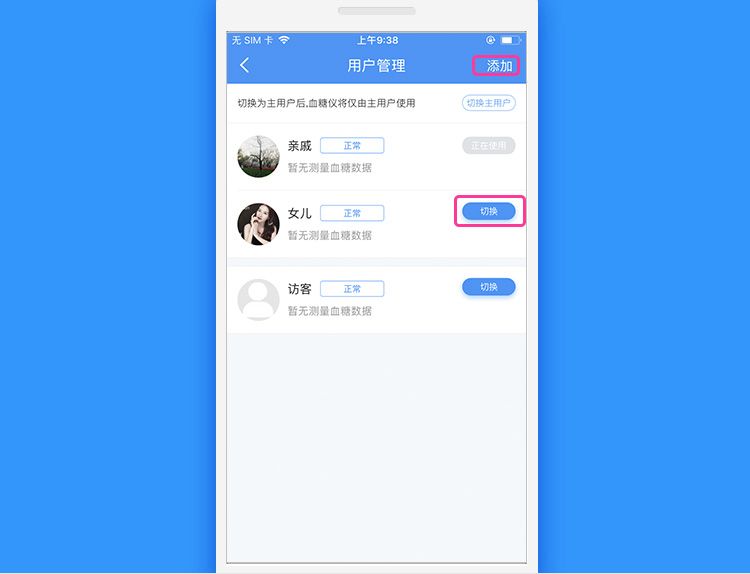 无 SIM 卡 上午9:38
用户管理 添加
切换为主用户后,血糖仪将仅由主用户使用 切换主用户
亲戚 正常 正在使用
暂无测量血糖数据
女儿 正常 切换
暂无测量血糖数据
访客 正常 切换
暂无测量血糖数据